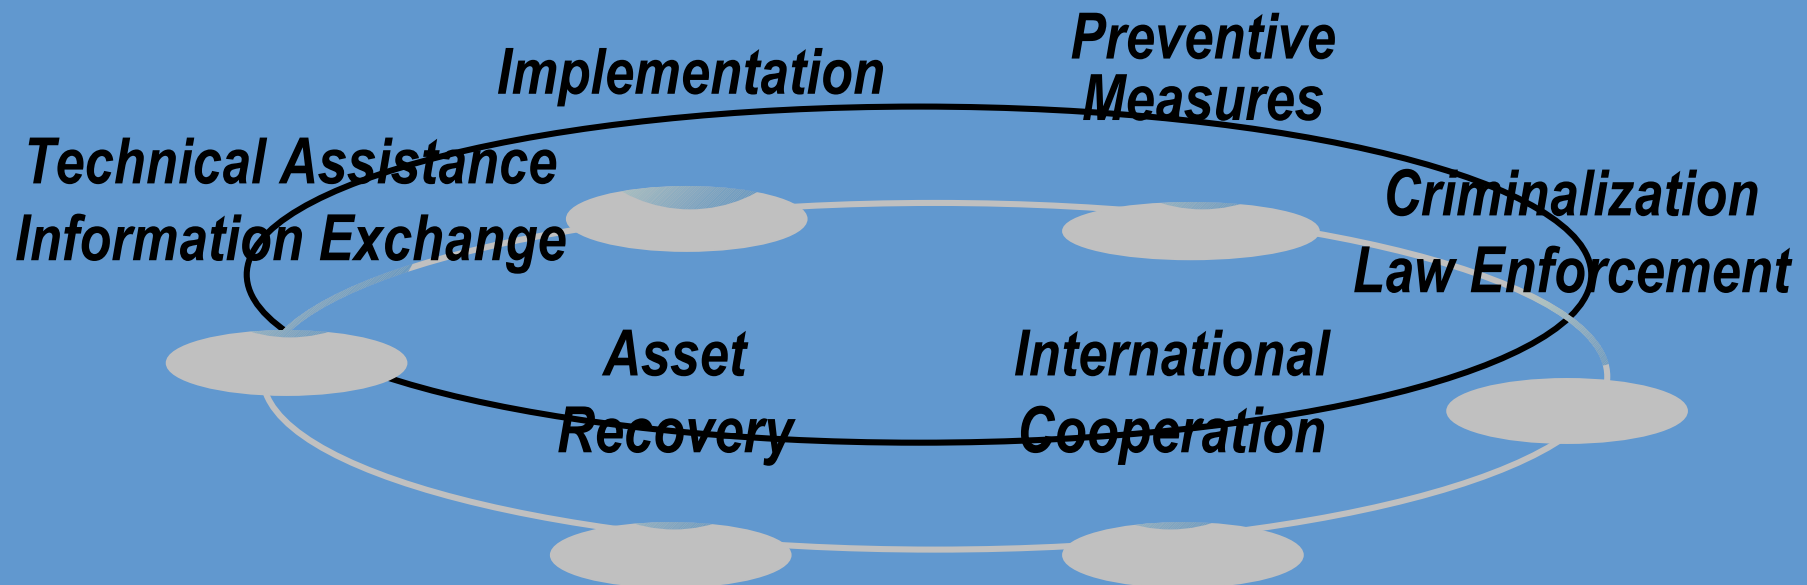 Implementation
Preventive
Measures
Technical Assistance
Information Exchange
Criminalization
Law Enforcement
Asset
Recovery
International
Cooperation